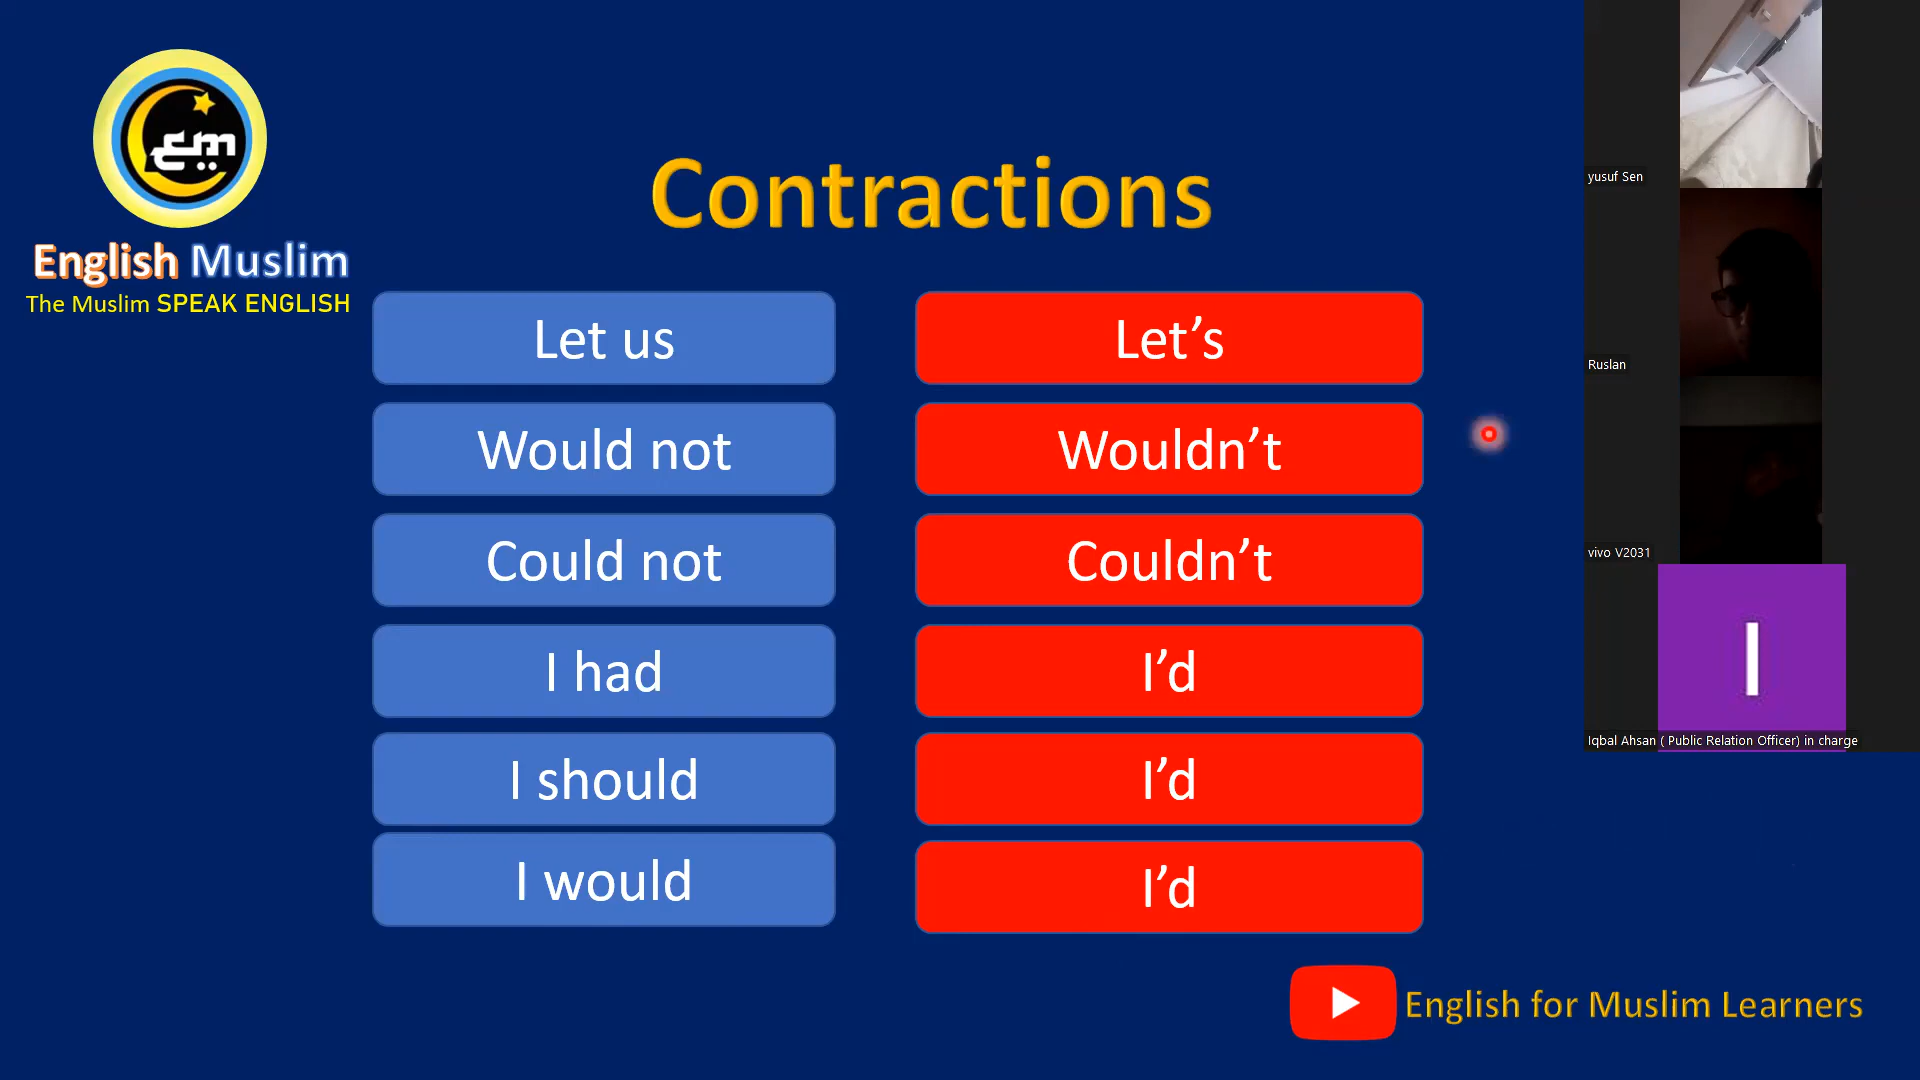 English Muslim
The Muslim SPEAK ENGLISH
Contractions
Let us
Let’s
Would not
Wouldn’t
Could not
Couldn’t
I had
I’d
I should
I’d
I would
I’d
English for Muslim Learners
yusuf Sen
Ruslan
vivo V2031
I
Iqbal Ahsan ( Public Relation Officer) in charge